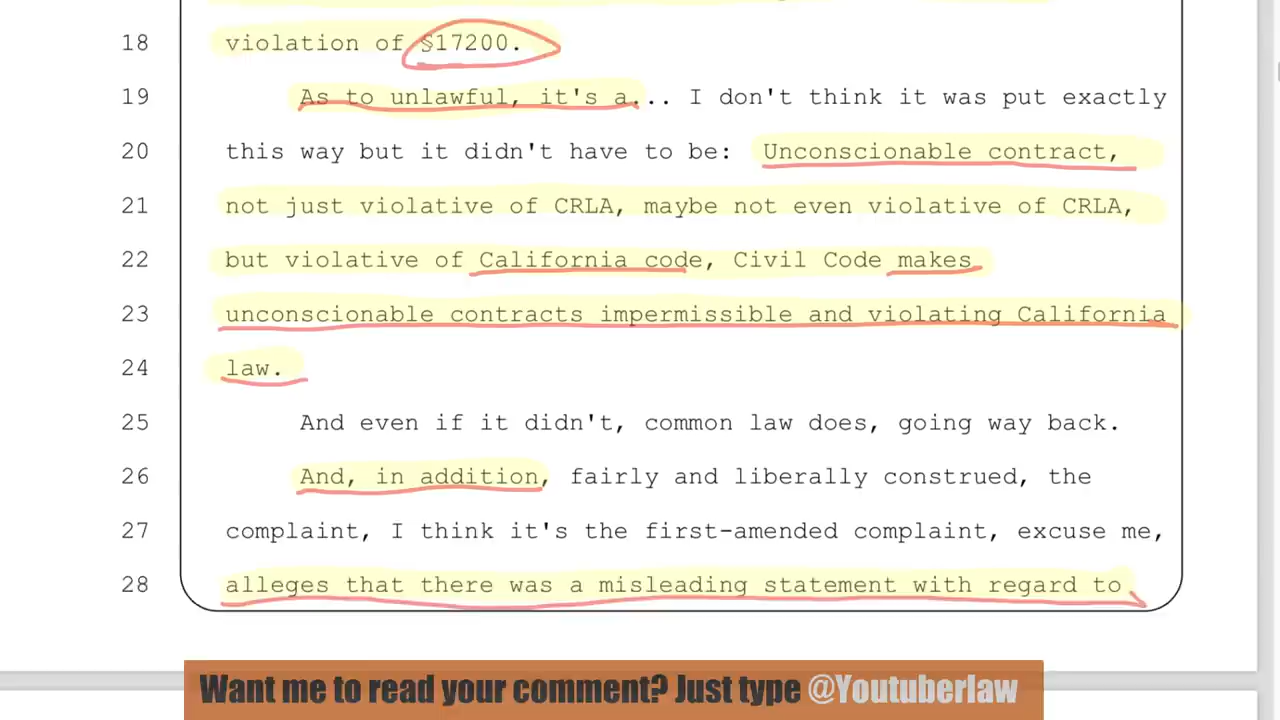 18 violation of §17200.
19 As to unlawful, it's a... I don't think it was put exactly
20 this way but it didn't have to be: Unconscionable contract,
21 not just violative of CRLA, maybe not even violative of CRLA,
22 but violative of California code, Civil Code makes
23 unconscionable contracts impermissible and violating California
24 law.
25 And even if it didn't, common law does, going way back.
26 And, in addition, fairly and liberally construed, the
27 complaint, I think it's the first-amended complaint, excuse me,
28 alleges that there was a misleading statement with regard to
Want me to read your comment? Just type @Youtuberlaw